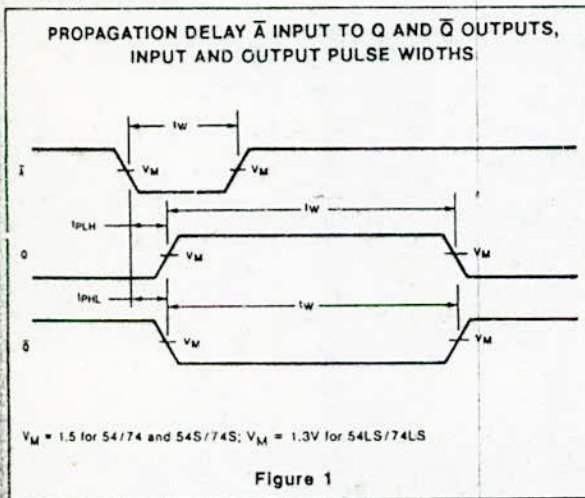 PROPAGATION DELAY A̅ INPUT TO Q AND Q̅ OUTPUTS,
INPUT AND OUTPUT PULSE WIDTHS
tW
A̅
VM
VM
tPLH
tW
Q
VM
VM
tPHL
tW
Q̅
VM
VM
VM = 1.5 for 54/74 and 54S/74S; VM = 1.3V for 54LS/74LS
Figure 1